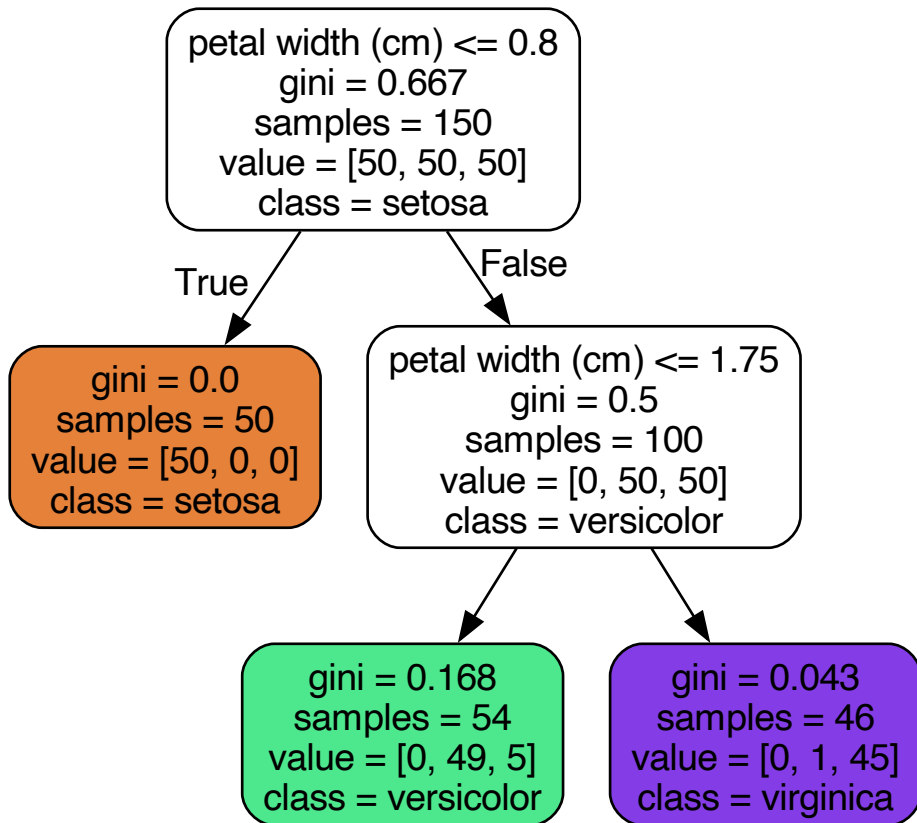 petal width (cm) <= 0.8
gini = 0.667
samples = 150
value = [50, 50, 50]
class = setosa
True
False
gini = 0.0
samples = 50
value = [50, 0, 0]
class = setosa
petal width (cm) <= 1.75
gini = 0.5
samples = 100
value = [0, 50, 50]
class = versicolor
gini = 0.168
samples = 54
value = [0, 49, 5]
class = versicolor
gini = 0.043
samples = 46
value = [0, 1, 45]
class = virginica